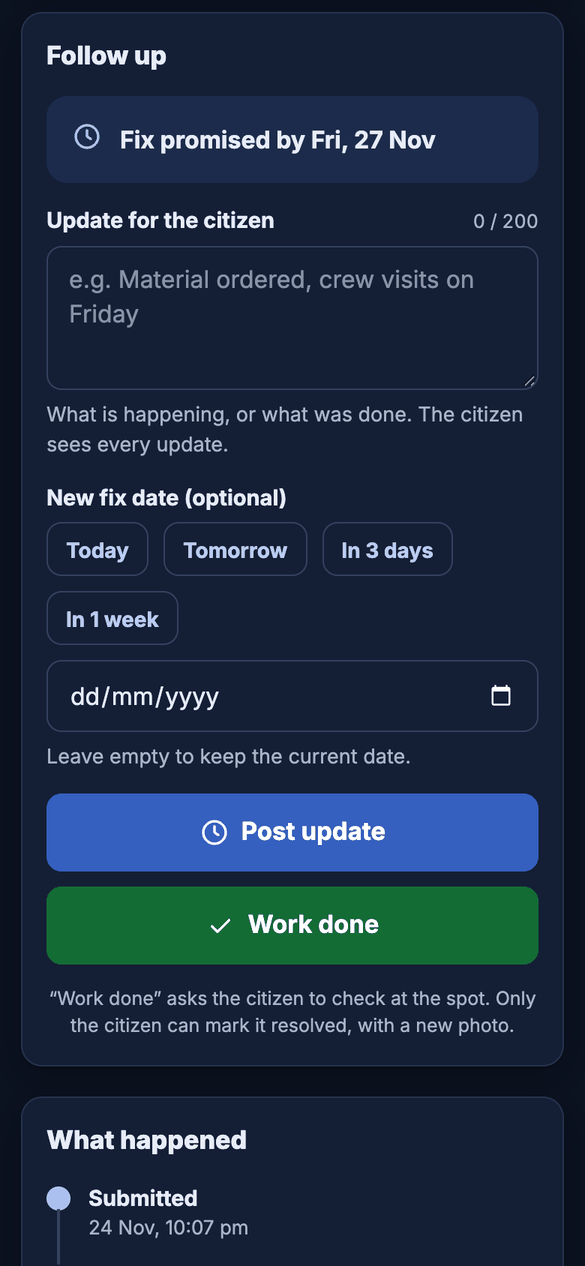 Follow up
Fix promised by Fri, 27 Nov
Update for the citizen
0 / 200
e.g. Material ordered, crew visits on
Friday
What is happening, or what was done. The citizen
sees every update.
New fix date (optional)
Today
Tomorrow
In 3 days
In 1 week
dd/mm/yyyy
Leave empty to keep the current date.
Post update
Work done
“Work done” asks the citizen to check at the spot. Only
the citizen can mark it resolved, with a new photo.
What happened
Submitted
24 Nov, 10:07 pm